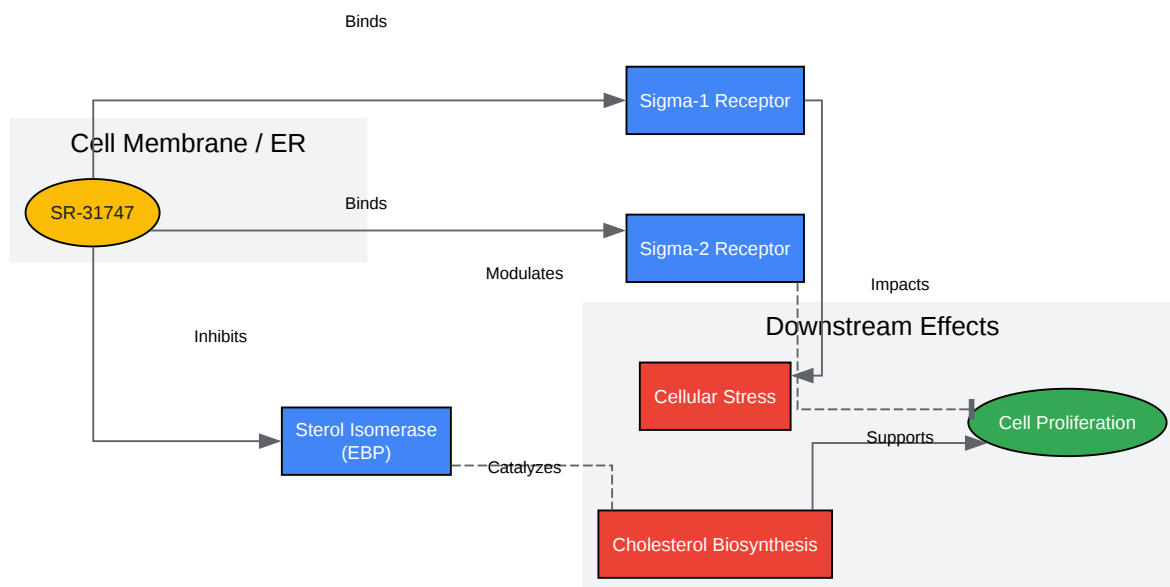 Binds
Sigma-1 Receptor
Cell Membrane / ER
SR-31747
Binds
Sigma-2 Receptor
Modulates
Impacts
Downstream Effects
Inhibits
Cellular Stress
Cell Proliferation
Sterol Isomerase
(EBP)
Supports
Catalyzes
Cholesterol Biosynthesis